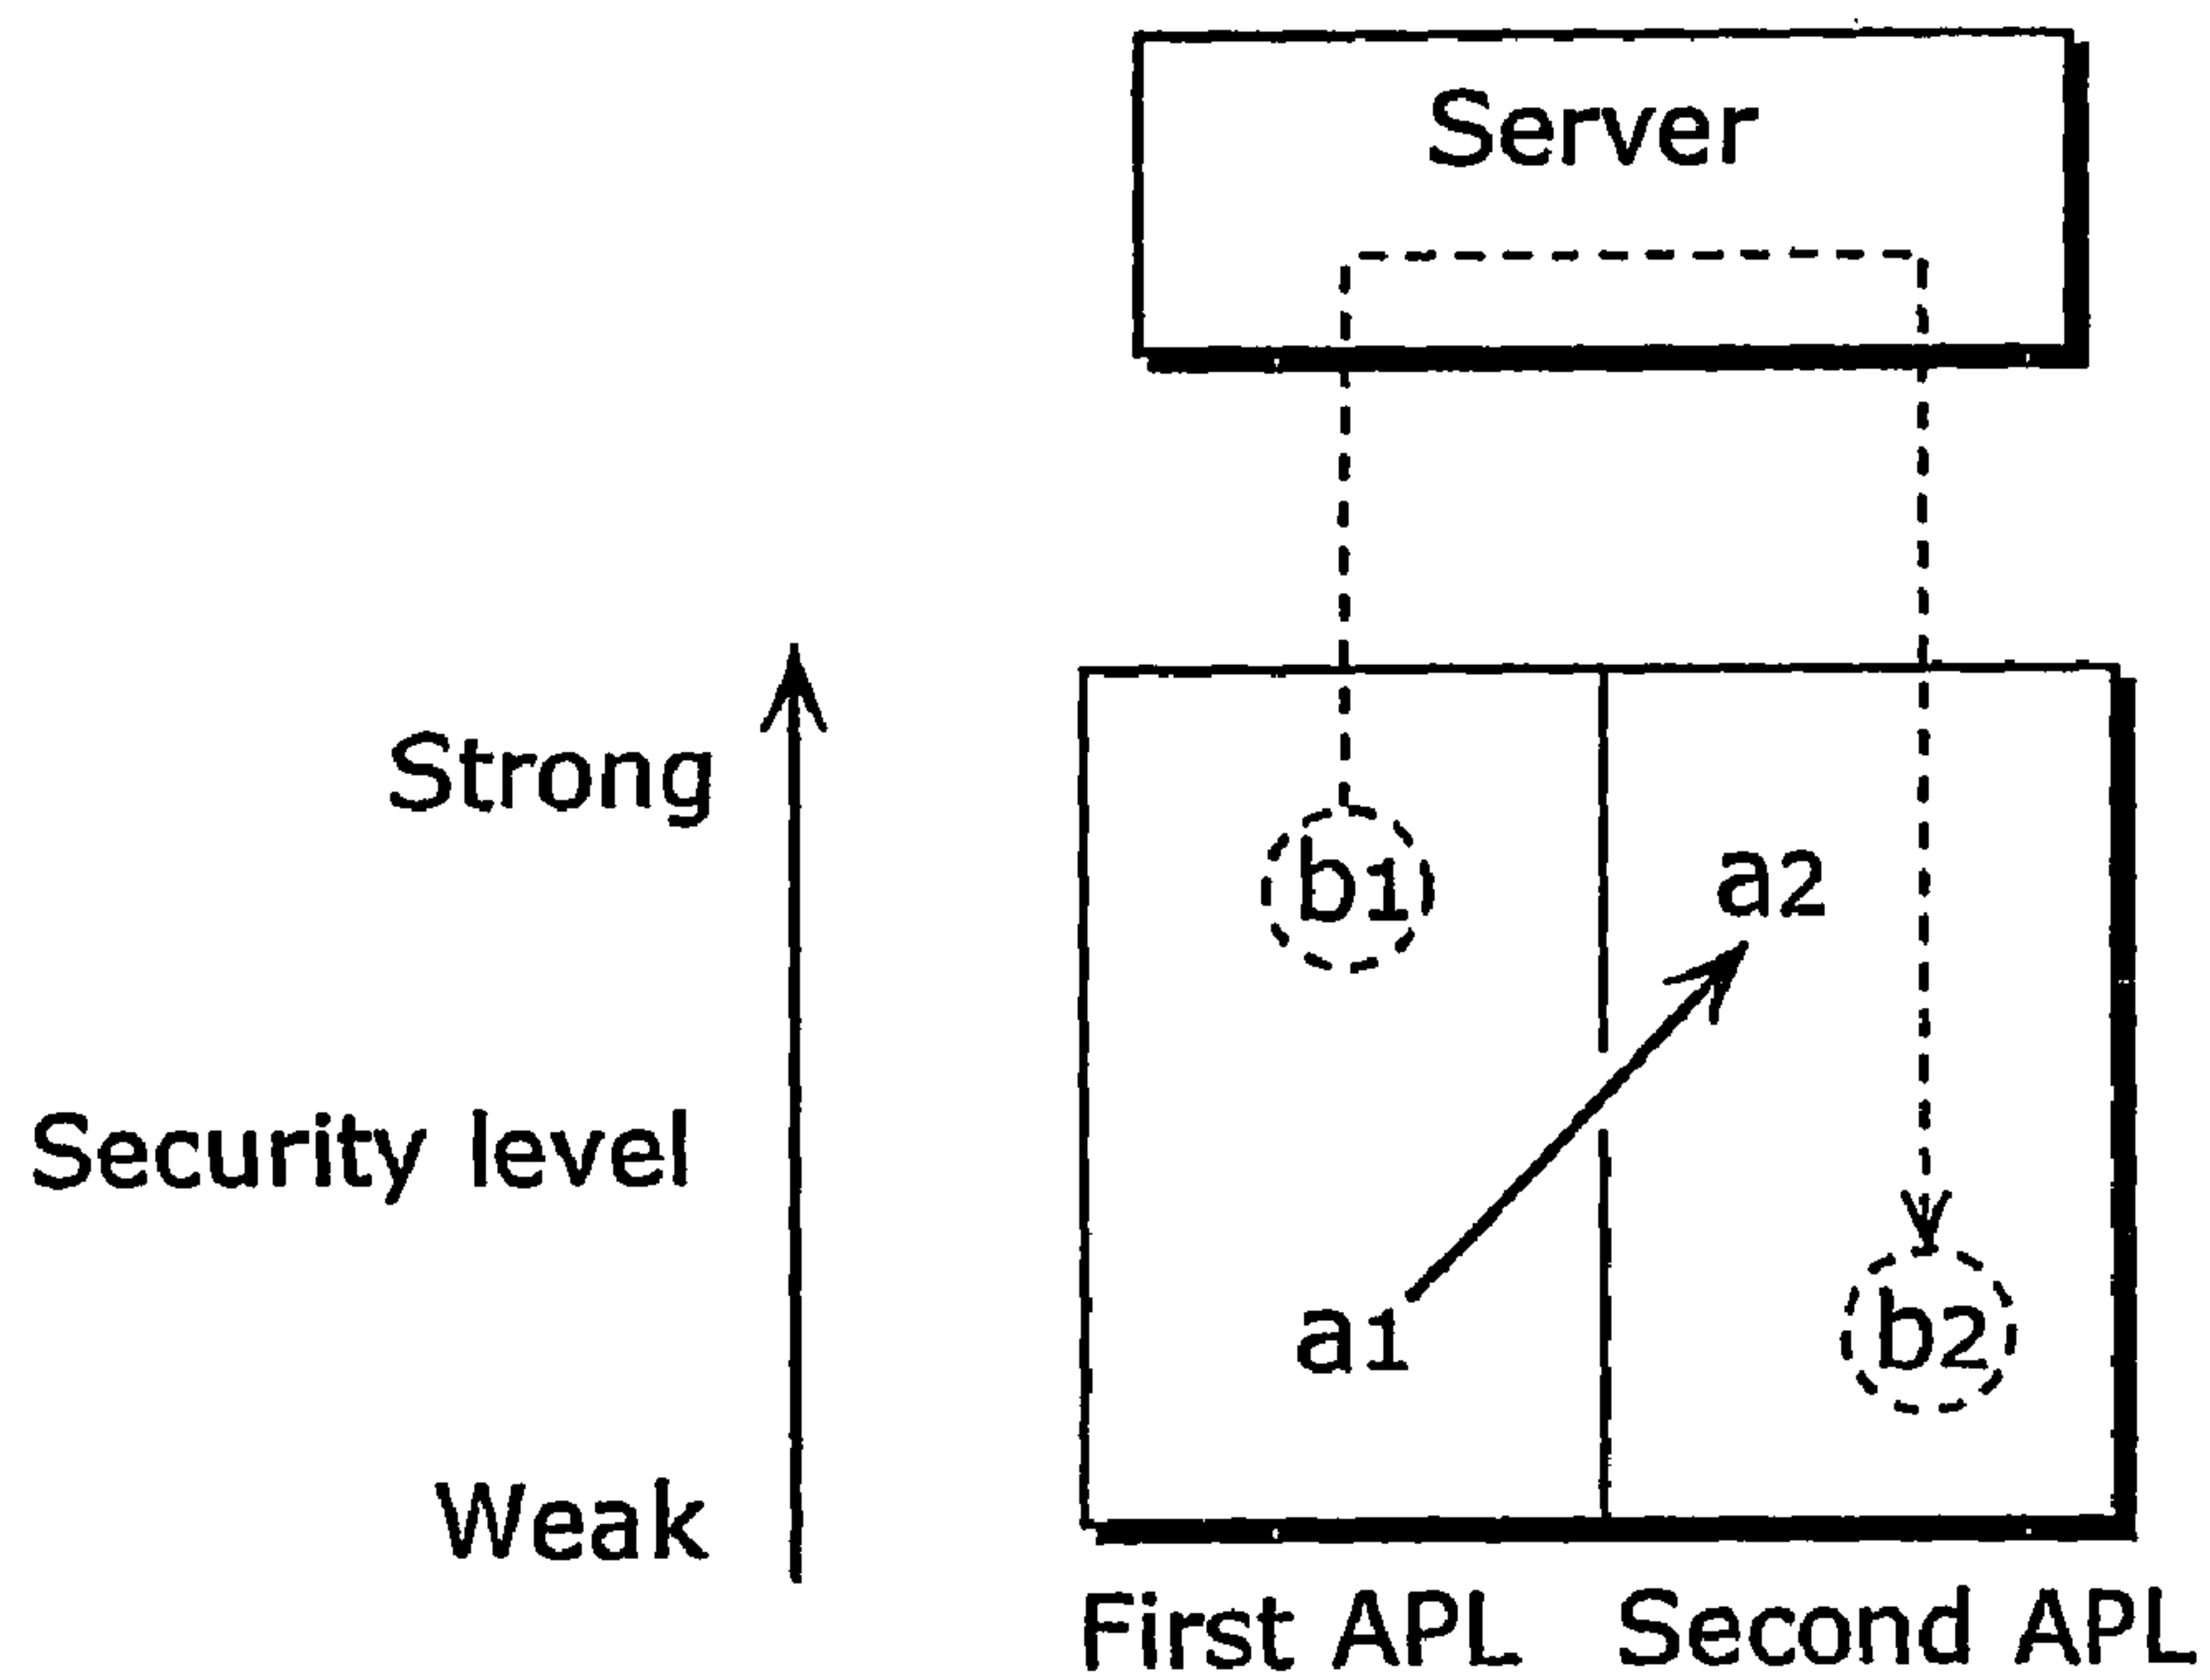 Server
Strong
b1
a2
Security level
a1
b2
Weak
First APL
Second APL